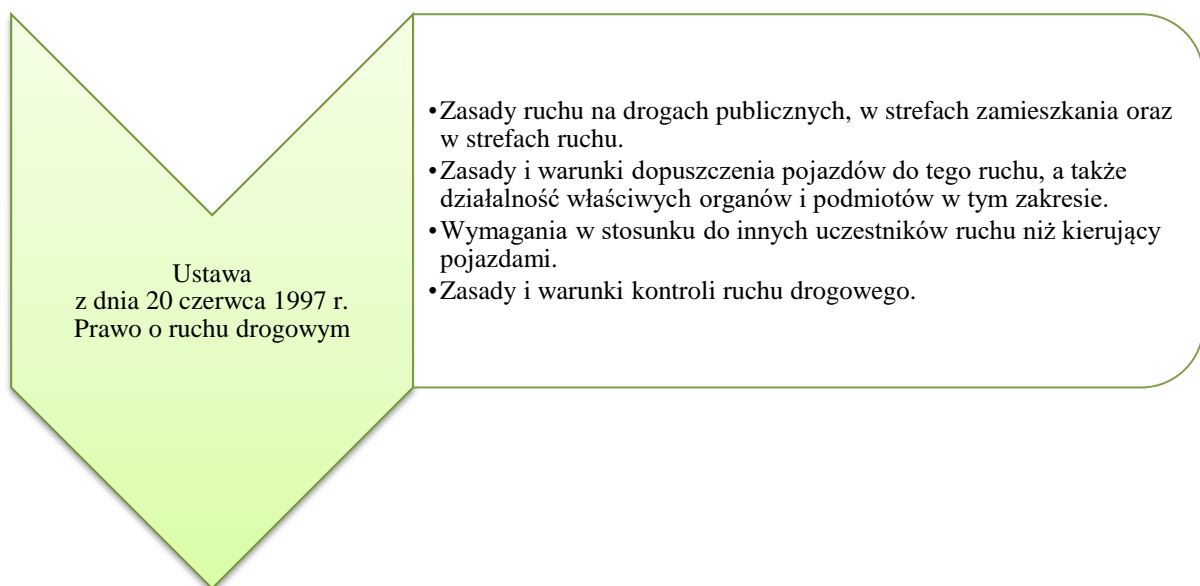 Ustawa
z dnia 20 czerwca 1997 r.
Prawo o ruchu drogowym
•Zasady ruchu na drogach publicznych, w strefach zamieszkania oraz
w strefach ruchu.
•Zasady i warunki dopuszczenia pojazdów do tego ruchu, a także
działalność właściwych organów i podmiotów w tym zakresie.
•Wymagania w stosunku do innych uczestników ruchu niż kierujący
pojazdami.
•Zasady i warunki kontroli ruchu drogowego.